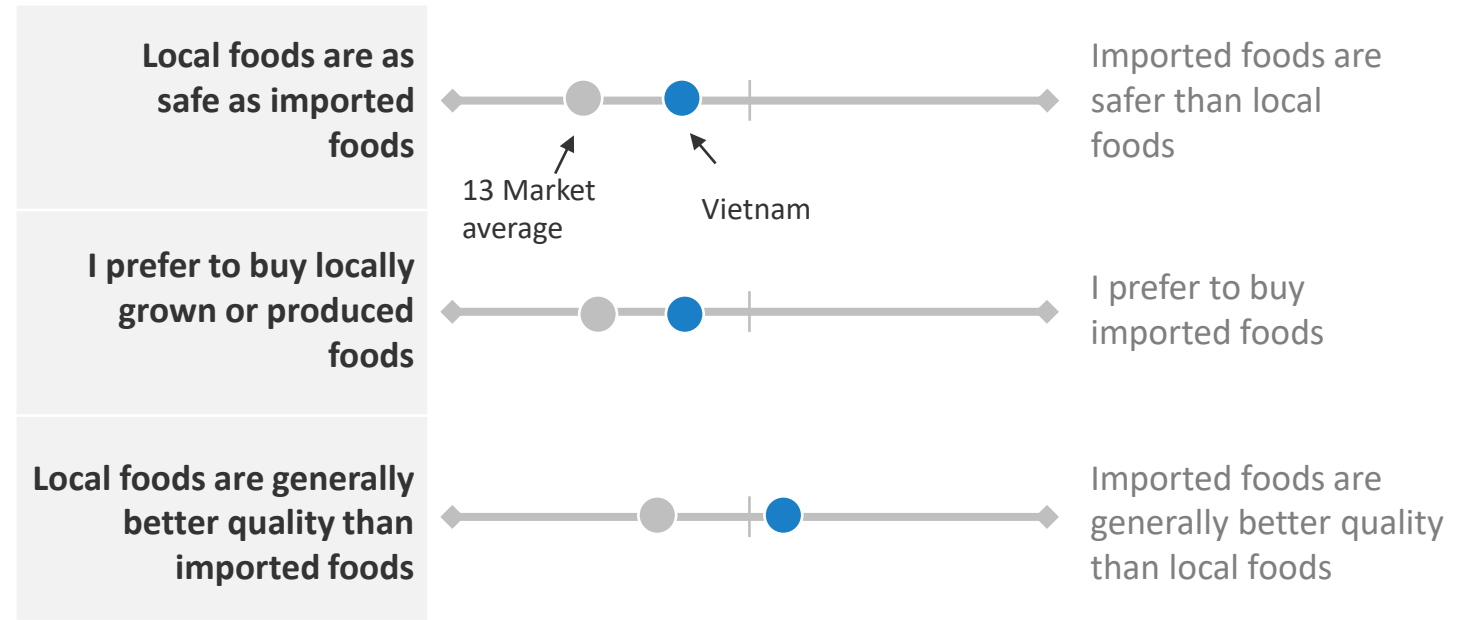 Local foods are as
safe as imported
foods
Imported foods are
safer than local
foods
13 Market
average
Vietnam
I prefer to buy locally
grown or produced
foods
I prefer to buy
imported foods
Local foods are generally
better quality than
imported foods
Imported foods are
generally better quality
than local foods